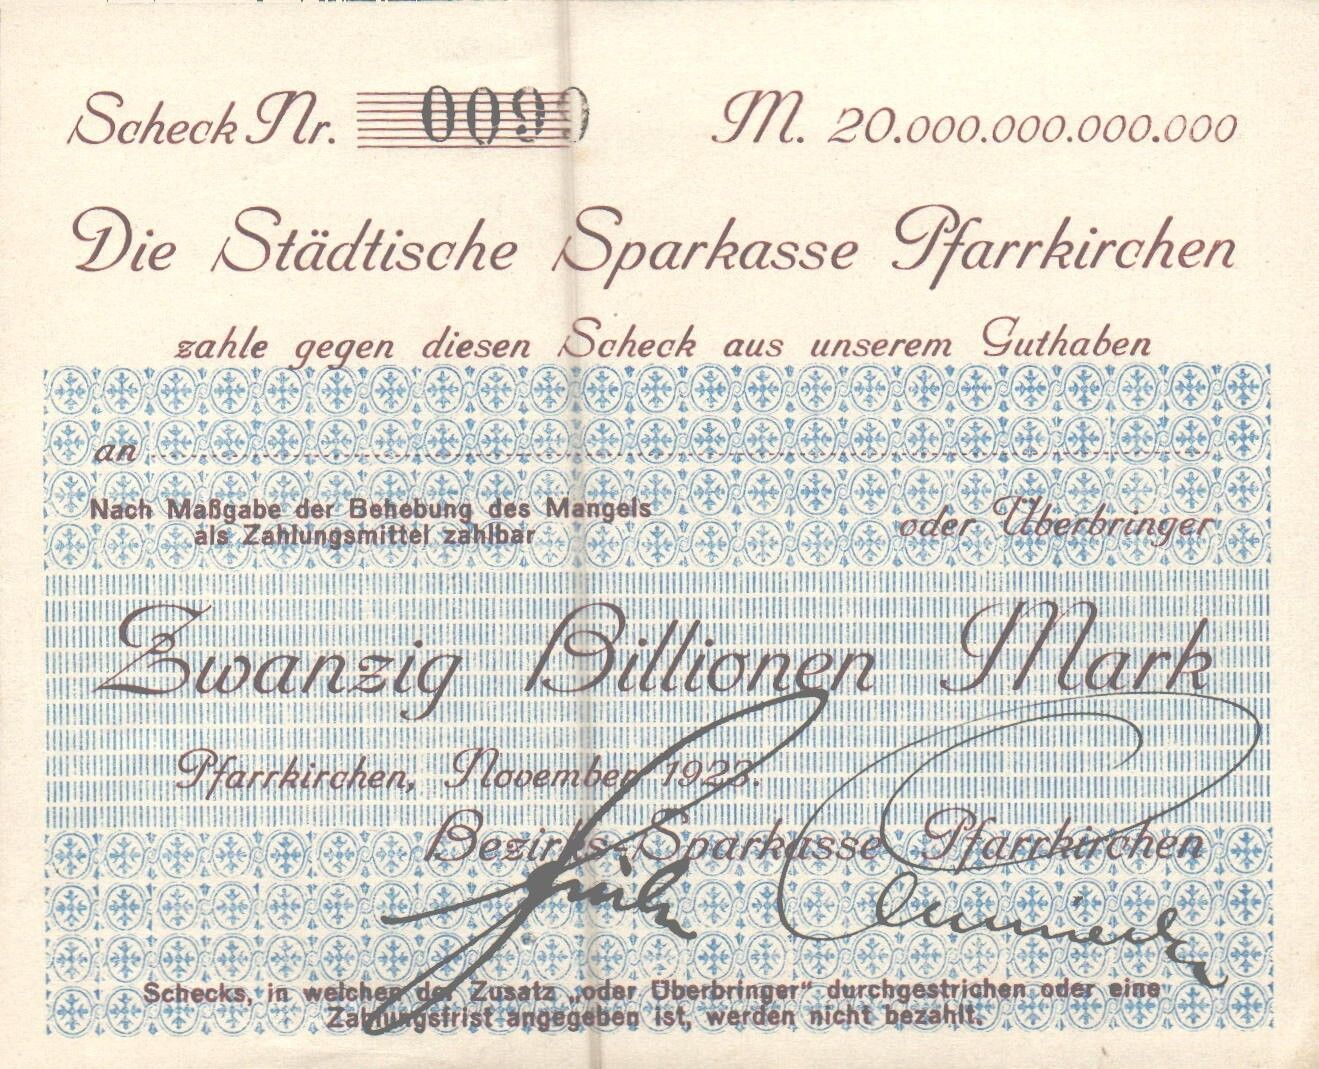 Scheck Nr. 0099 M. 20.000.000.000.000
Die Städtische Sparkasse Pfarrkirchen
zahle gegen diesen Scheck aus unserem Guthaben
an
Nach Maßgabe der Behebung des Mangels
als Zahlungsmittel zahlbar
oder Überbringer
Zwanzig Billionen Mark
Pfarrkirchen, November 1923.
Bezirks-Sparkasse Pfarrkirchen
Schecks, in welchen der Zusatz „oder Überbringer“ durchgestrichen oder eine
Zahlungsfrist angegeben ist, werden nicht bezahlt.